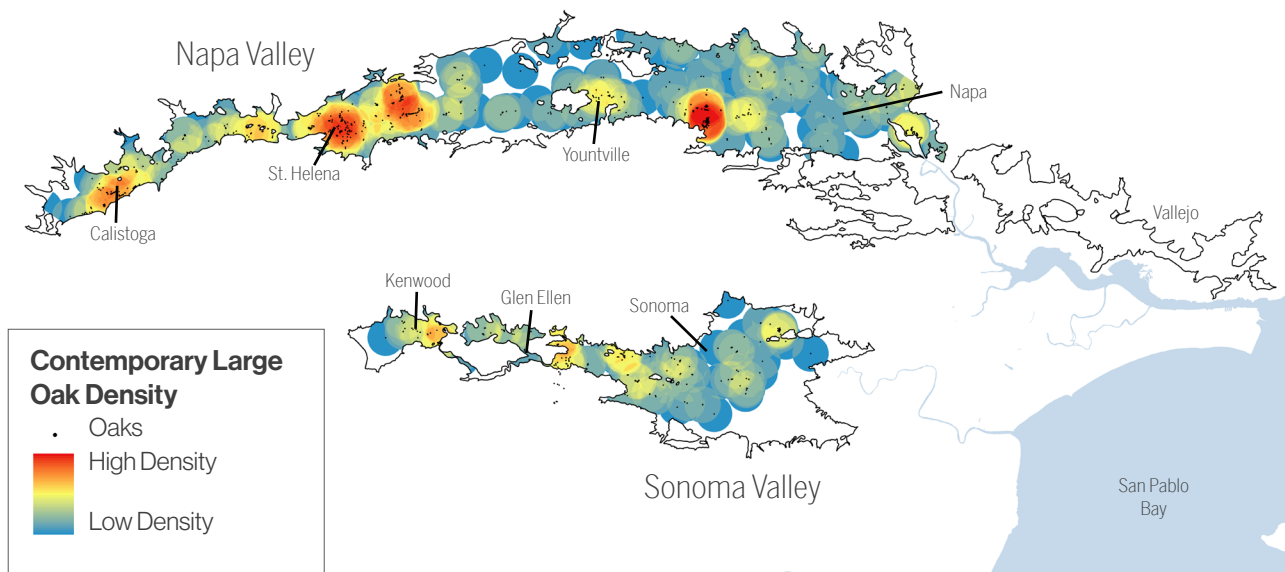 Napa Valley
Napa
Yountville
St. Helena
Calistoga
Vallejo
Kenwood
Glen Ellen
Sonoma
Sonoma Valley
San Pablo
Bay
Contemporary Large
Oak Density
Oaks
High Density
Low Density